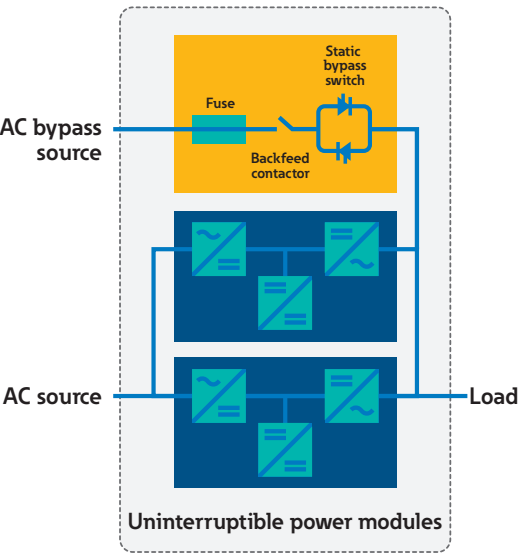 Static
bypass
switch
Fuse
AC bypass
source
Backfeed
contactor
AC source
Load
Uninterruptible power modules